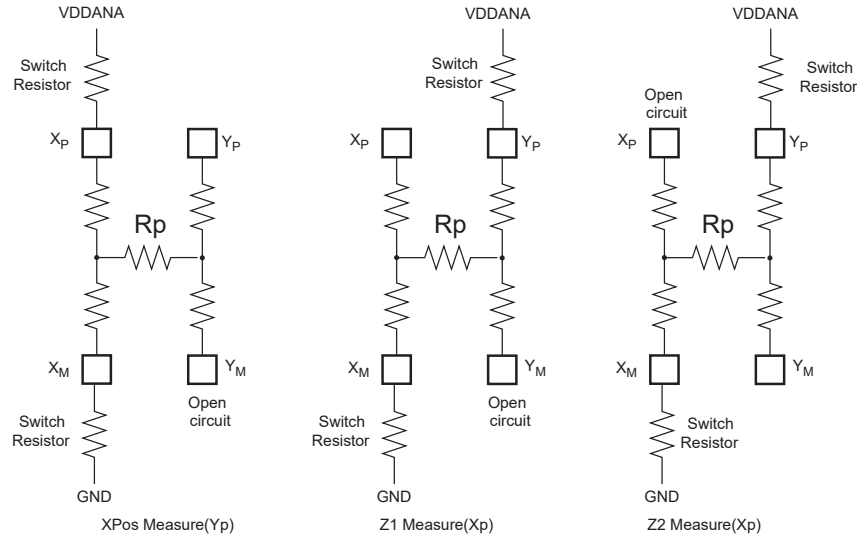 VDDANA
Switch
Resistor
XP
YP
Rp
XM
YM
Open
circuit
Switch
Resistor
GND
XPos Measure(Yp)
VDDANA
Switch
Resistor
XP
YP
Rp
XM
YM
Open
circuit
Switch
Resistor
GND
Z1 Measure(Xp)
VDDANA
Switch
Resistor
Open
circuit
XP
YP
Rp
XM
YM
Switch
Resistor
GND
Z2 Measure(Xp)